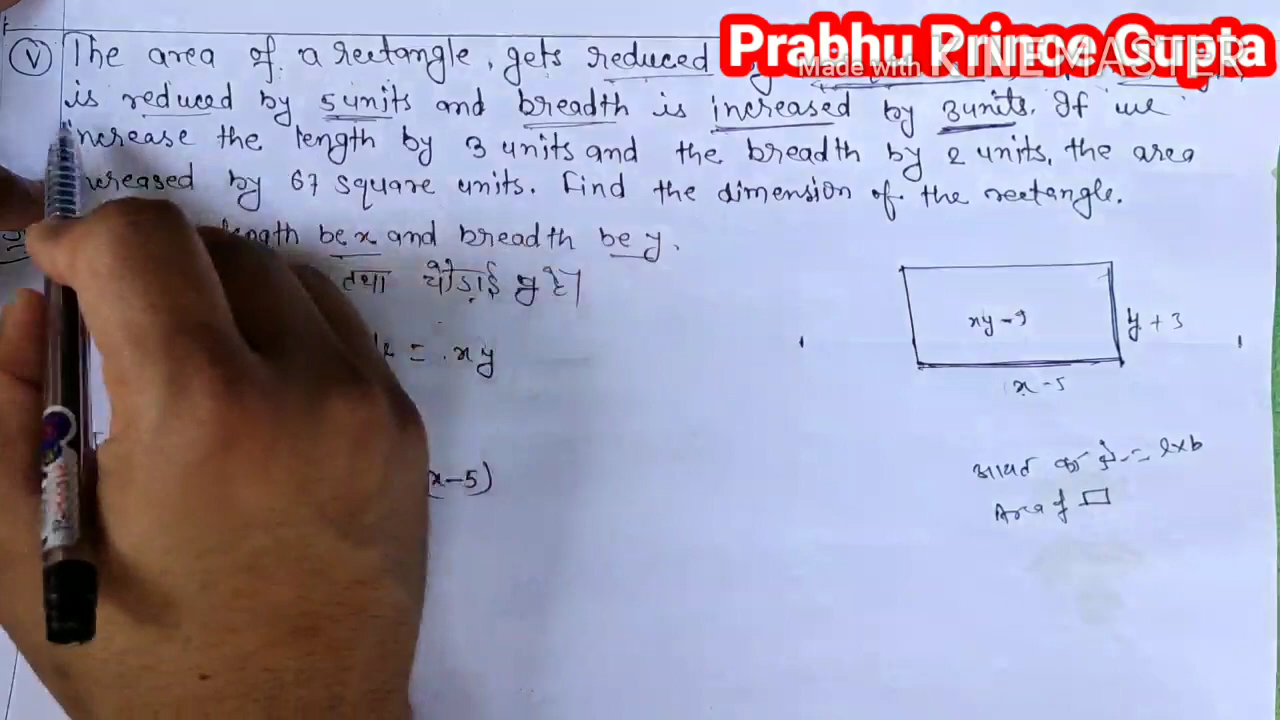 Prabhu Prince Gupta
Made with KINEMASTER
V The area of a rectangle, gets reduced
is reduced by 5 units and breadth is increased by 3 units. If we
increase the length by 3 units and the breadth by 2 units, the area
by 67 square units. Find the dimension of the rectangle.
be x and breadth be y.
तथा चौड़ाई y है।
= xy
xy - 9
y + 3
x - 5
(x-5)
= l×b
Area of